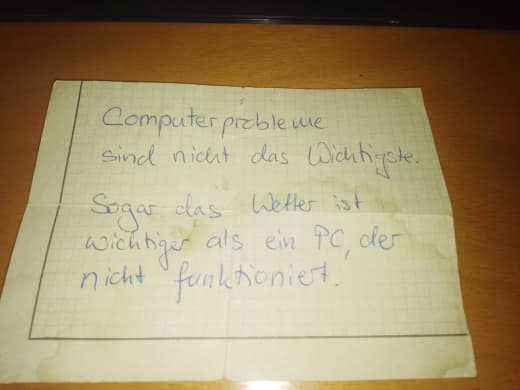 Computerprobleme
sind nicht das Wichtigste.
Sogar das Wetter ist
wichtiger als ein PC, der
nicht funktioniert.